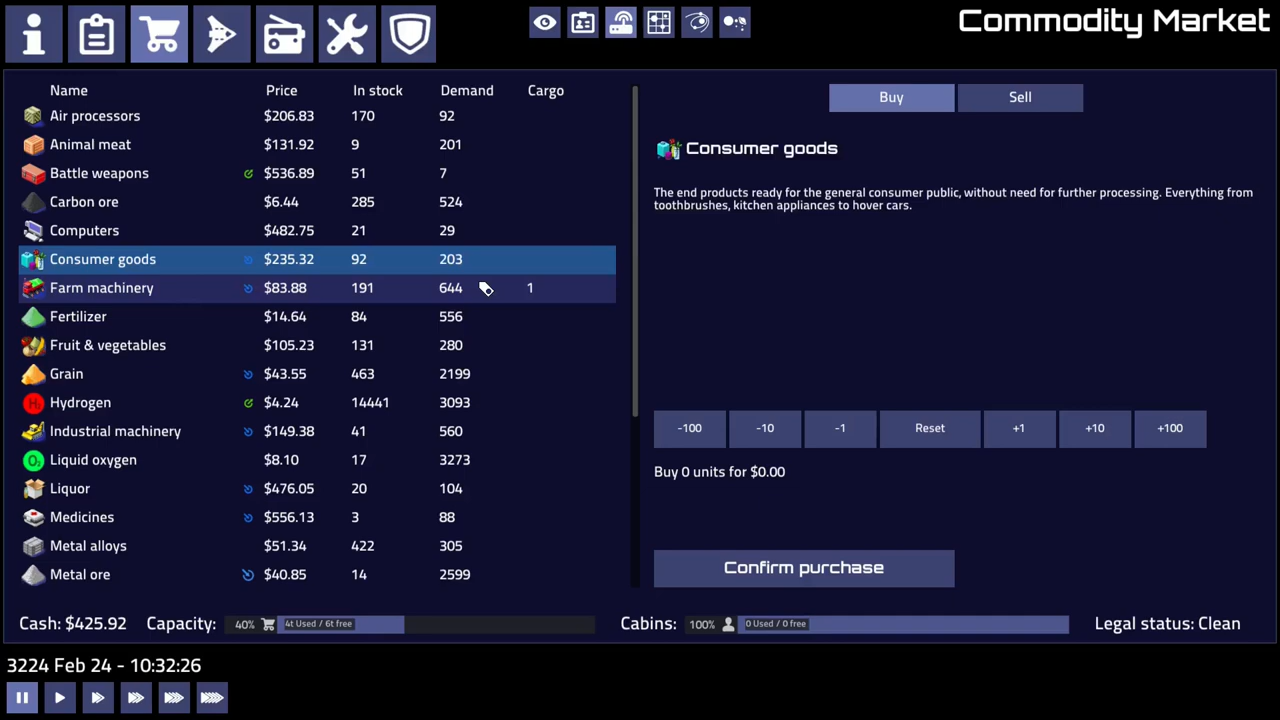 Commodity Market
Name Price In stock Demand Cargo
Air processors $206.83 170 92
Animal meat $131.92 9 201
Battle weapons $536.89 51 7
Carbon ore $6.44 285 524
Computers $482.75 21 29
Consumer goods $235.32 92 203
Farm machinery $83.88 191 644 1
Fertilizer $14.64 84 556
Fruit & vegetables $105.23 131 280
Grain $43.55 463 2199
H₂ Hydrogen $4.24 14441 3093
Industrial machinery $149.38 41 560
O₂ Liquid oxygen $8.10 17 3273
Liquor $476.05 20 104
Medicines $556.13 3 88
Metal alloys $51.34 422 305
Metal ore $40.85 14 2599
Buy Sell
Consumer goods
The end products ready for the general consumer public, without need for further processing. Everything from
toothbrushes, kitchen appliances to hover cars.
-100 -10 -1 Reset +1 +10 +100
Buy 0 units for $0.00
Confirm purchase
Cash: $425.92 Capacity: 40% 4t Used / 6t free Cabins: 100% 0 Used / 0 free Legal status: Clean
3224 Feb 24 - 10:32:26